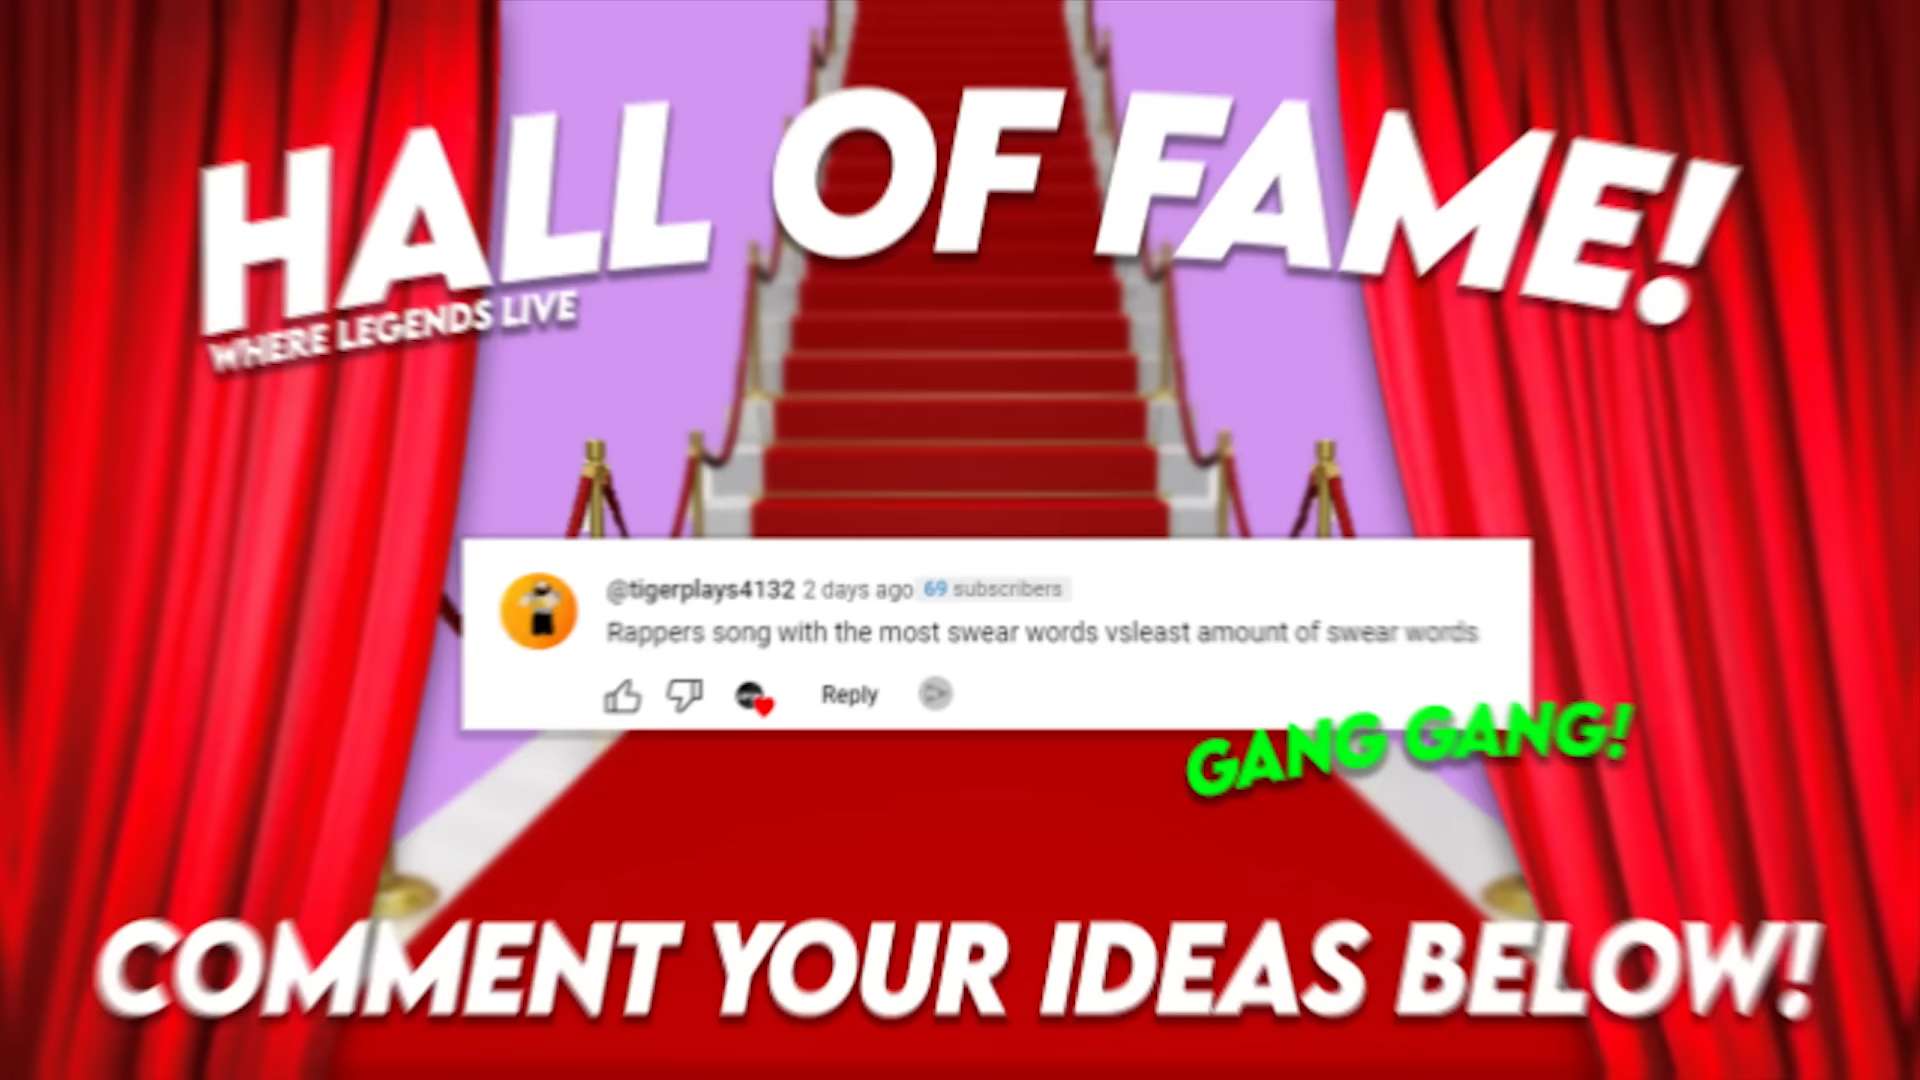 HALL OF FAME!
WHERE LEGENDS LIVE
@tigerplays4132 2 days ago 69 subscribers
Rappers song with the most swear words vsleast amount of swear words
Reply
GANG GANG!
COMMENT YOUR IDEAS BELOW!